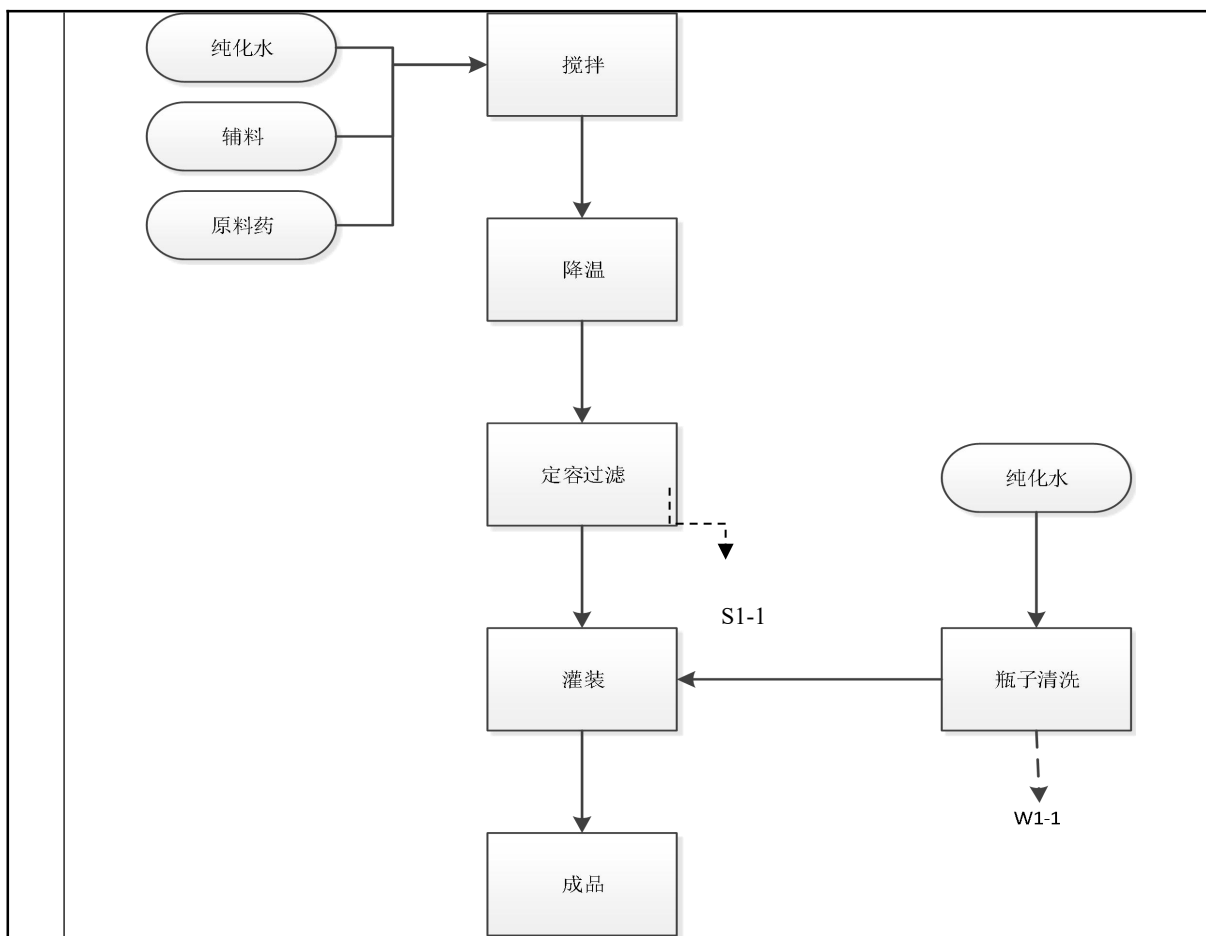 纯化水
搅拌
辅料
原料药
降温
定容过滤
纯化水
S1-1
灌装
瓶子清洗
W1-1
成品